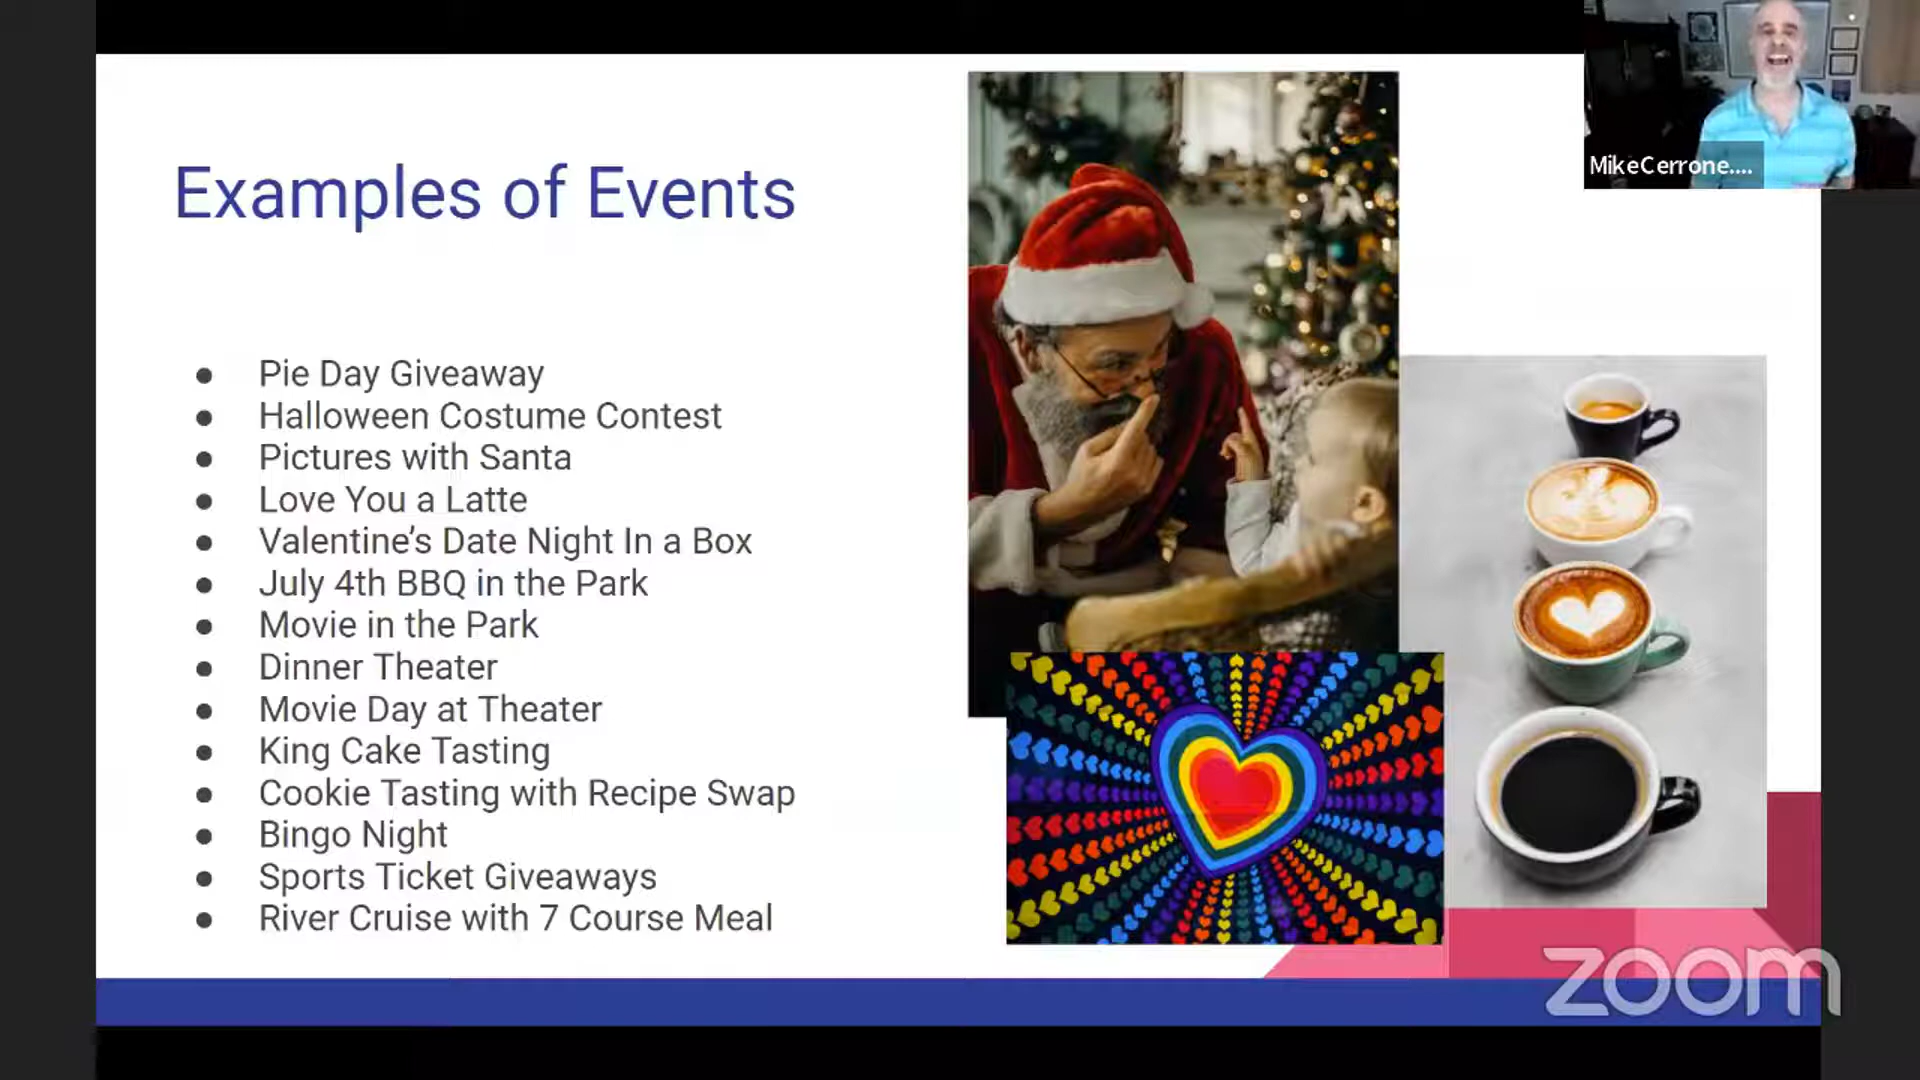 MikeCerrone....
Examples of Events
● Pie Day Giveaway
● Halloween Costume Contest
● Pictures with Santa
● Love You a Latte
● Valentine’s Date Night In a Box
● July 4th BBQ in the Park
● Movie in the Park
● Dinner Theater
● Movie Day at Theater
● King Cake Tasting
● Cookie Tasting with Recipe Swap
● Bingo Night
● Sports Ticket Giveaways
● River Cruise with 7 Course Meal
zoom